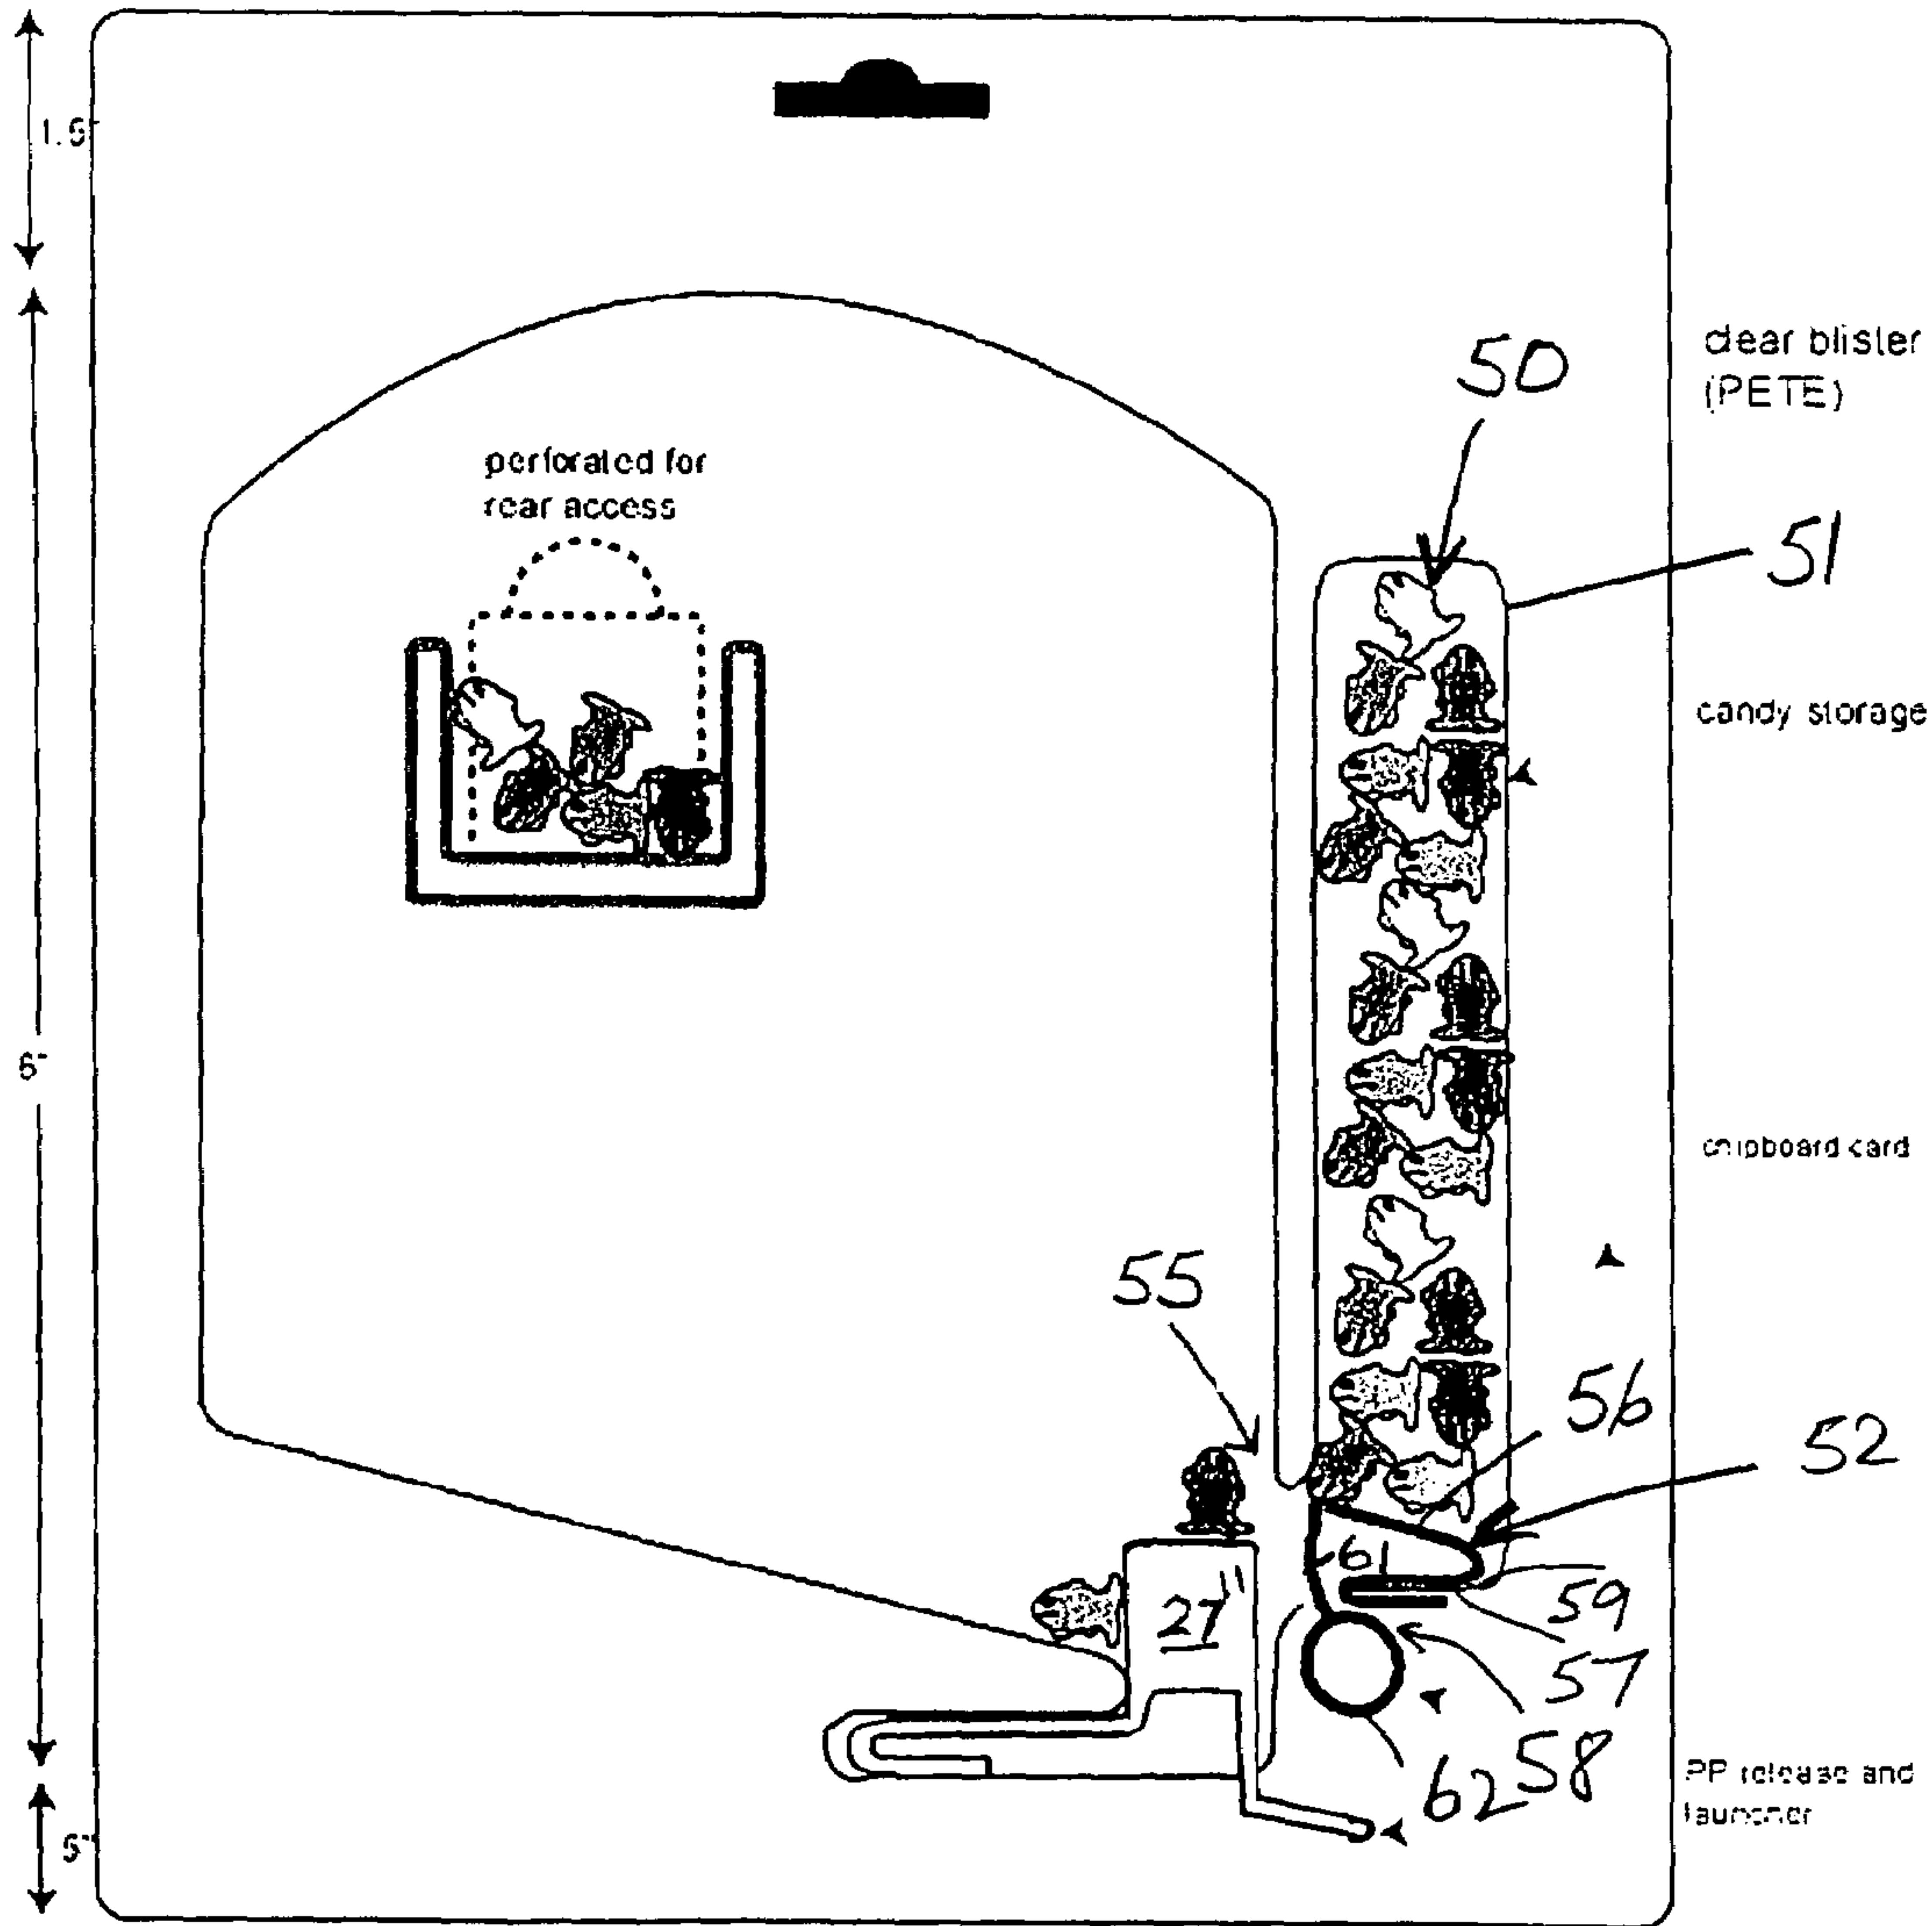 1.5"
clear blister
(PETE)
50
perforated for
rear access
51
candy storage
6"
chipboard card
55
56
52
61
59
27"
57
58
62
PP release and
launcher
5"